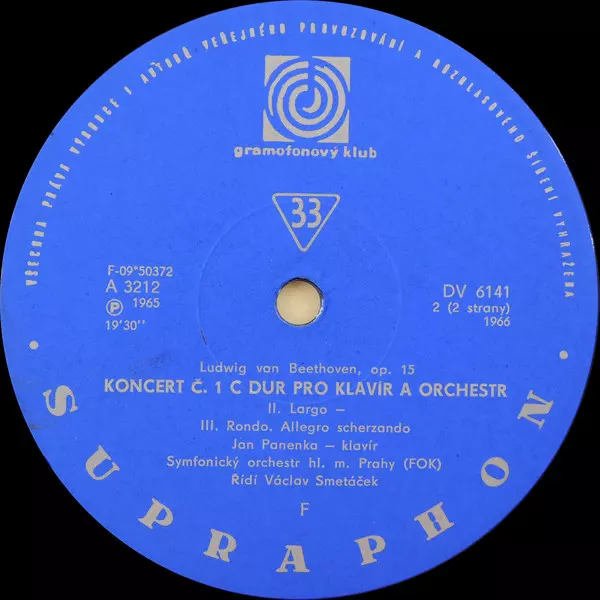 VŠECHNA PRÁVA VÝROBCE I AUTORŮ VEŘEJNÉHO PROVOZOVÁNÍ A ROZHLASOVÉHO ŠÍŘENÍ VYHRAŽENA
gramofonový klub
33
F-09*50372
A 3212
Ⓟ 1965
19'30''
DV 6141
2 (2 strany)
1966
Ludwig van Beethoven, op. 15
KONCERT Č. 1 C DUR PRO KLAVÍR A ORCHESTR
II. Largo –
III. Rondo. Allegro scherzando
Jan Panenka – klavír
Symfonický orchestr hl. m. Prahy (FOK)
Řídí Václav Smetáček
F
• SUPRAPHON •